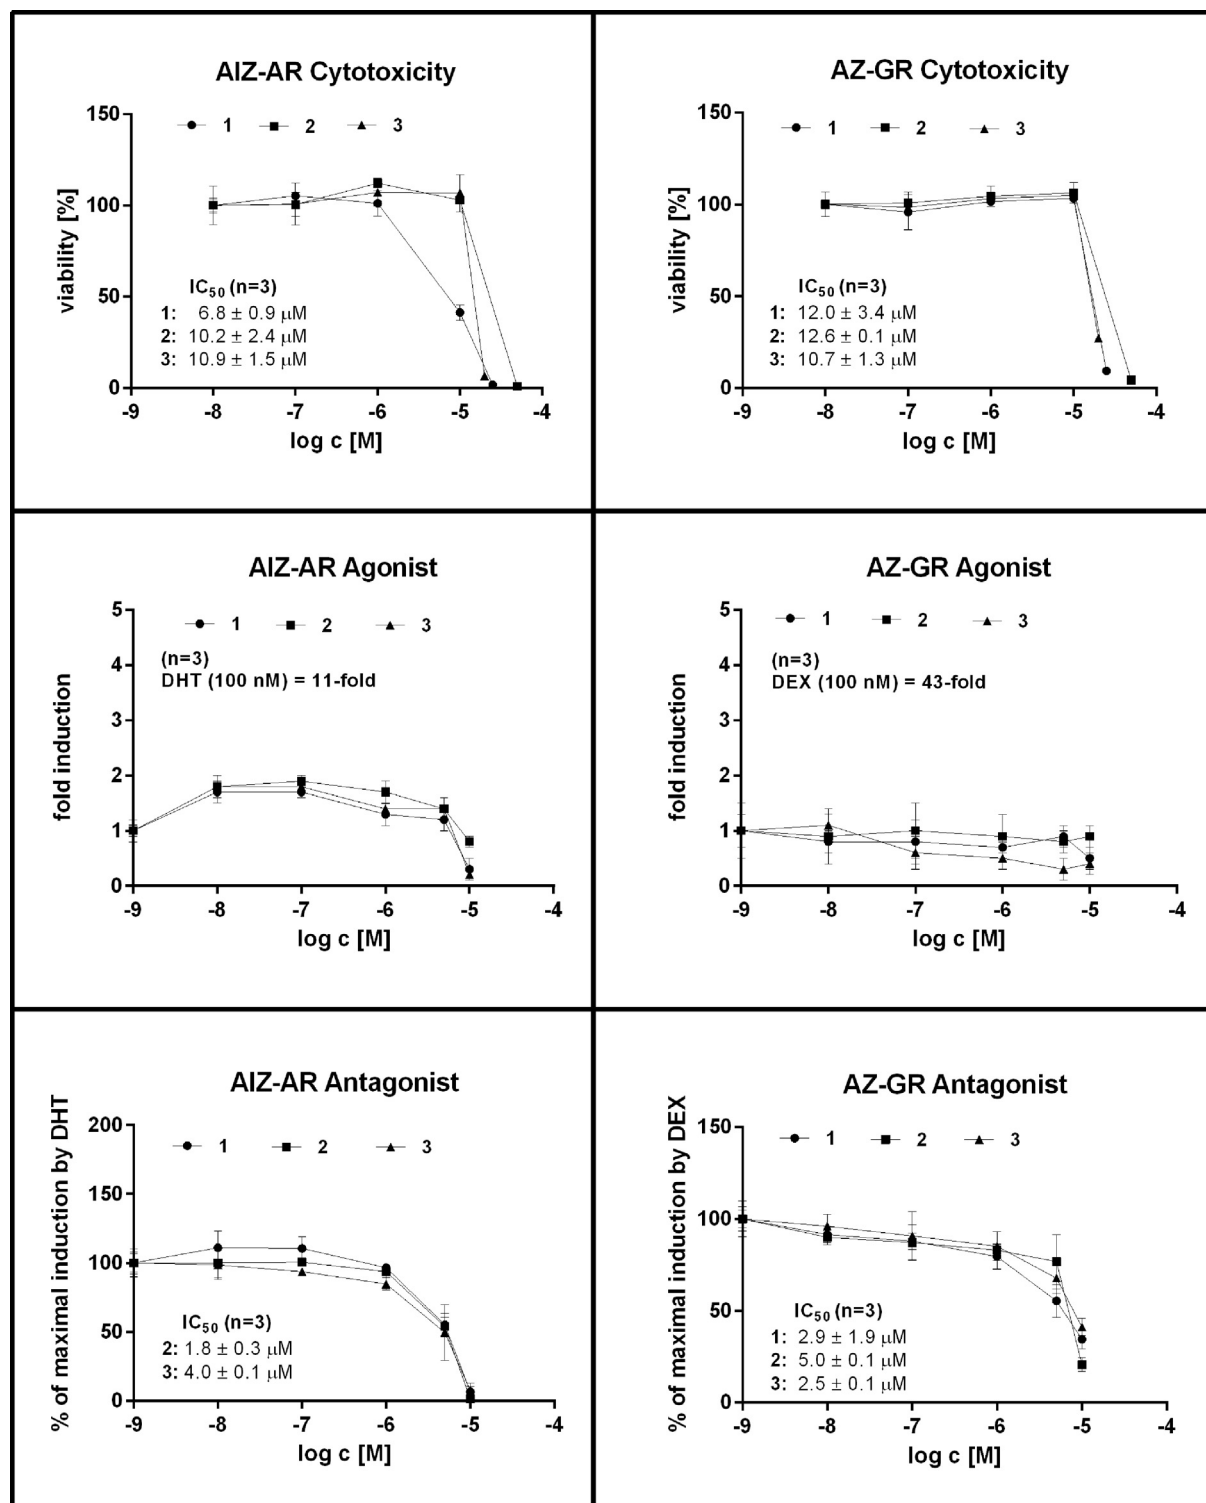 AIZ-AR Cytotoxicity
1 2 3
viability [%]
150
100
50
0
IC50 (n=3)
1: 6.8 ± 0.9 μM
2: 10.2 ± 2.4 μM
3: 10.9 ± 1.5 μM
-9 -8 -7 -6 -5 -4
log c [M]
AZ-GR Cytotoxicity
1 2 3
viability [%]
150
100
50
0
IC50 (n=3)
1: 12.0 ± 3.4 μM
2: 12.6 ± 0.1 μM
3: 10.7 ± 1.3 μM
-9 -8 -7 -6 -5 -4
log c [M]
AIZ-AR Agonist
1 2 3
(n=3)
DHT (100 nM) = 11-fold
fold induction
5
4
3
2
1
0
-9 -8 -7 -6 -5 -4
log c [M]
AZ-GR Agonist
1 2 3
(n=3)
DEX (100 nM) = 43-fold
fold induction
5
4
3
2
1
0
-9 -8 -7 -6 -5 -4
log c [M]
AIZ-AR Antagonist
1 2 3
% of maximal induction by DHT
200
150
100
50
0
IC50 (n=3)
2: 1.8 ± 0.3 μM
3: 4.0 ± 0.1 μM
-9 -8 -7 -6 -5 -4
log c [M]
AZ-GR Antagonist
1 2 3
% of maximal induction by DEX
150
100
50
0
IC50 (n=3)
1: 2.9 ± 1.9 μM
2: 5.0 ± 0.1 μM
3: 2.5 ± 0.1 μM
-9 -8 -7 -6 -5 -4
log c [M]